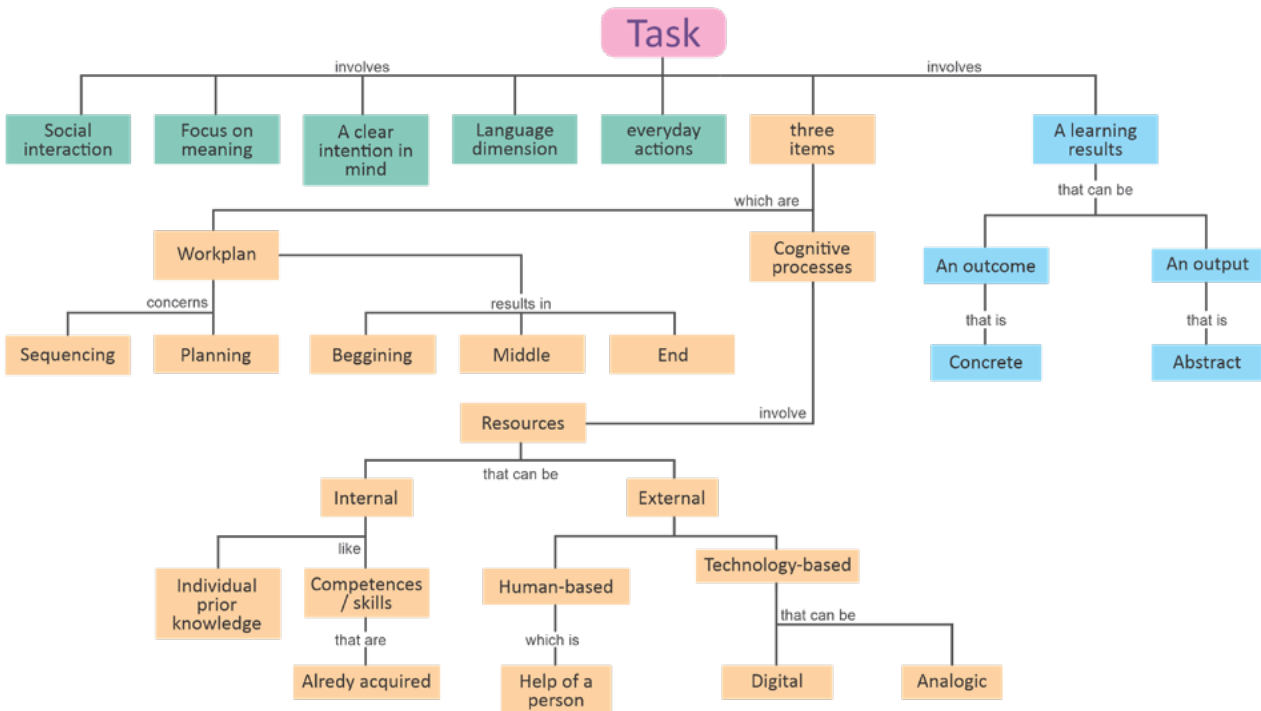 Task
involves
involves
Social
interaction
Focus on
meaning
A clear
intention in
mind
Language
dimension
everyday
actions
three
items
A learning
results
which are
that can be
Workplan
Cognitive
processes
An outcome
An output
concerns
results in
that is
that is
Sequencing
Planning
Beggining
Middle
End
Concrete
Abstract
Resources
involve
that can be
Internal
External
like
Individual
prior
knowledge
Competences
/ skills
Human-based
Technology-based
that are
which is
that can be
Alredy acquired
Help of a
person
Digital
Analogic